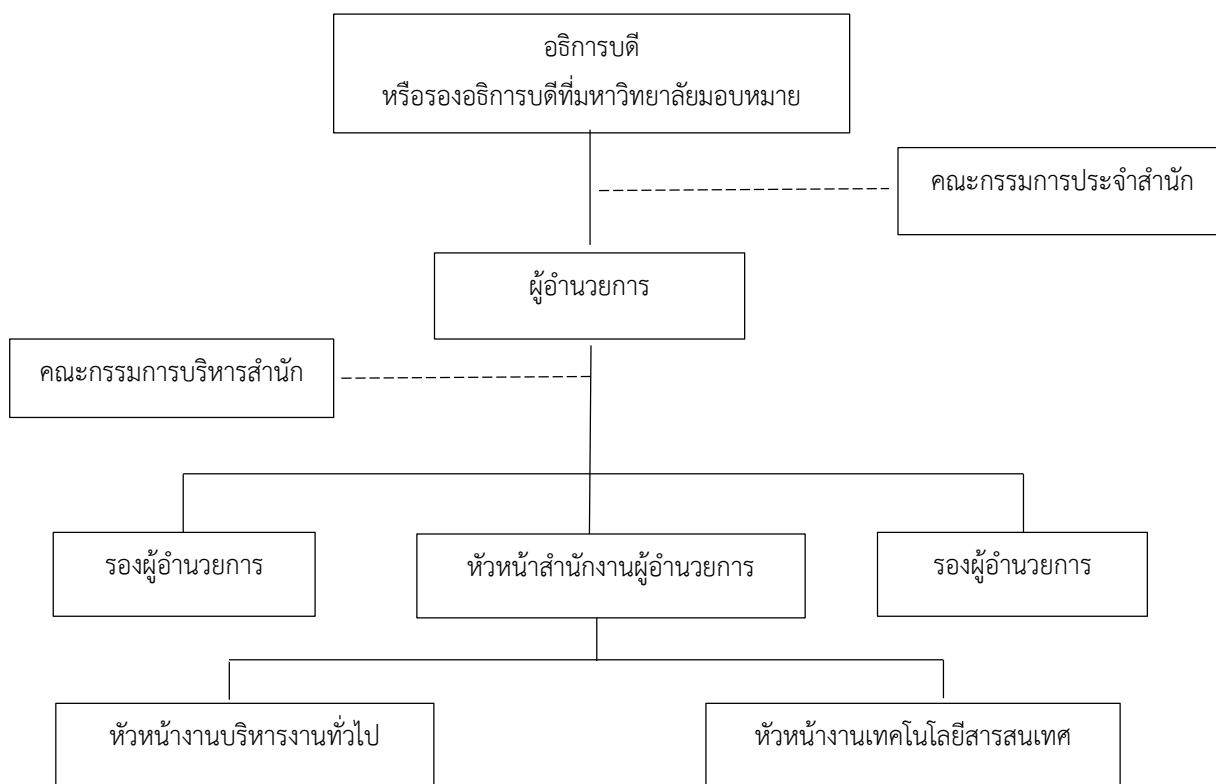 อธิการบดี
หรือรองอธิการบดีที่มหาวิทยาลัยมอบหมาย
คณะกรรมการประจำสำนัก
ผู้อำนวยการ
คณะกรรมการบริหารสำนัก
รองผู้อำนวยการ
หัวหน้าสำนักงานผู้อำนวยการ
รองผู้อำนวยการ
หัวหน้างานบริหารงานทั่วไป
หัวหน้างานเทคโนโลยีสารสนเทศ